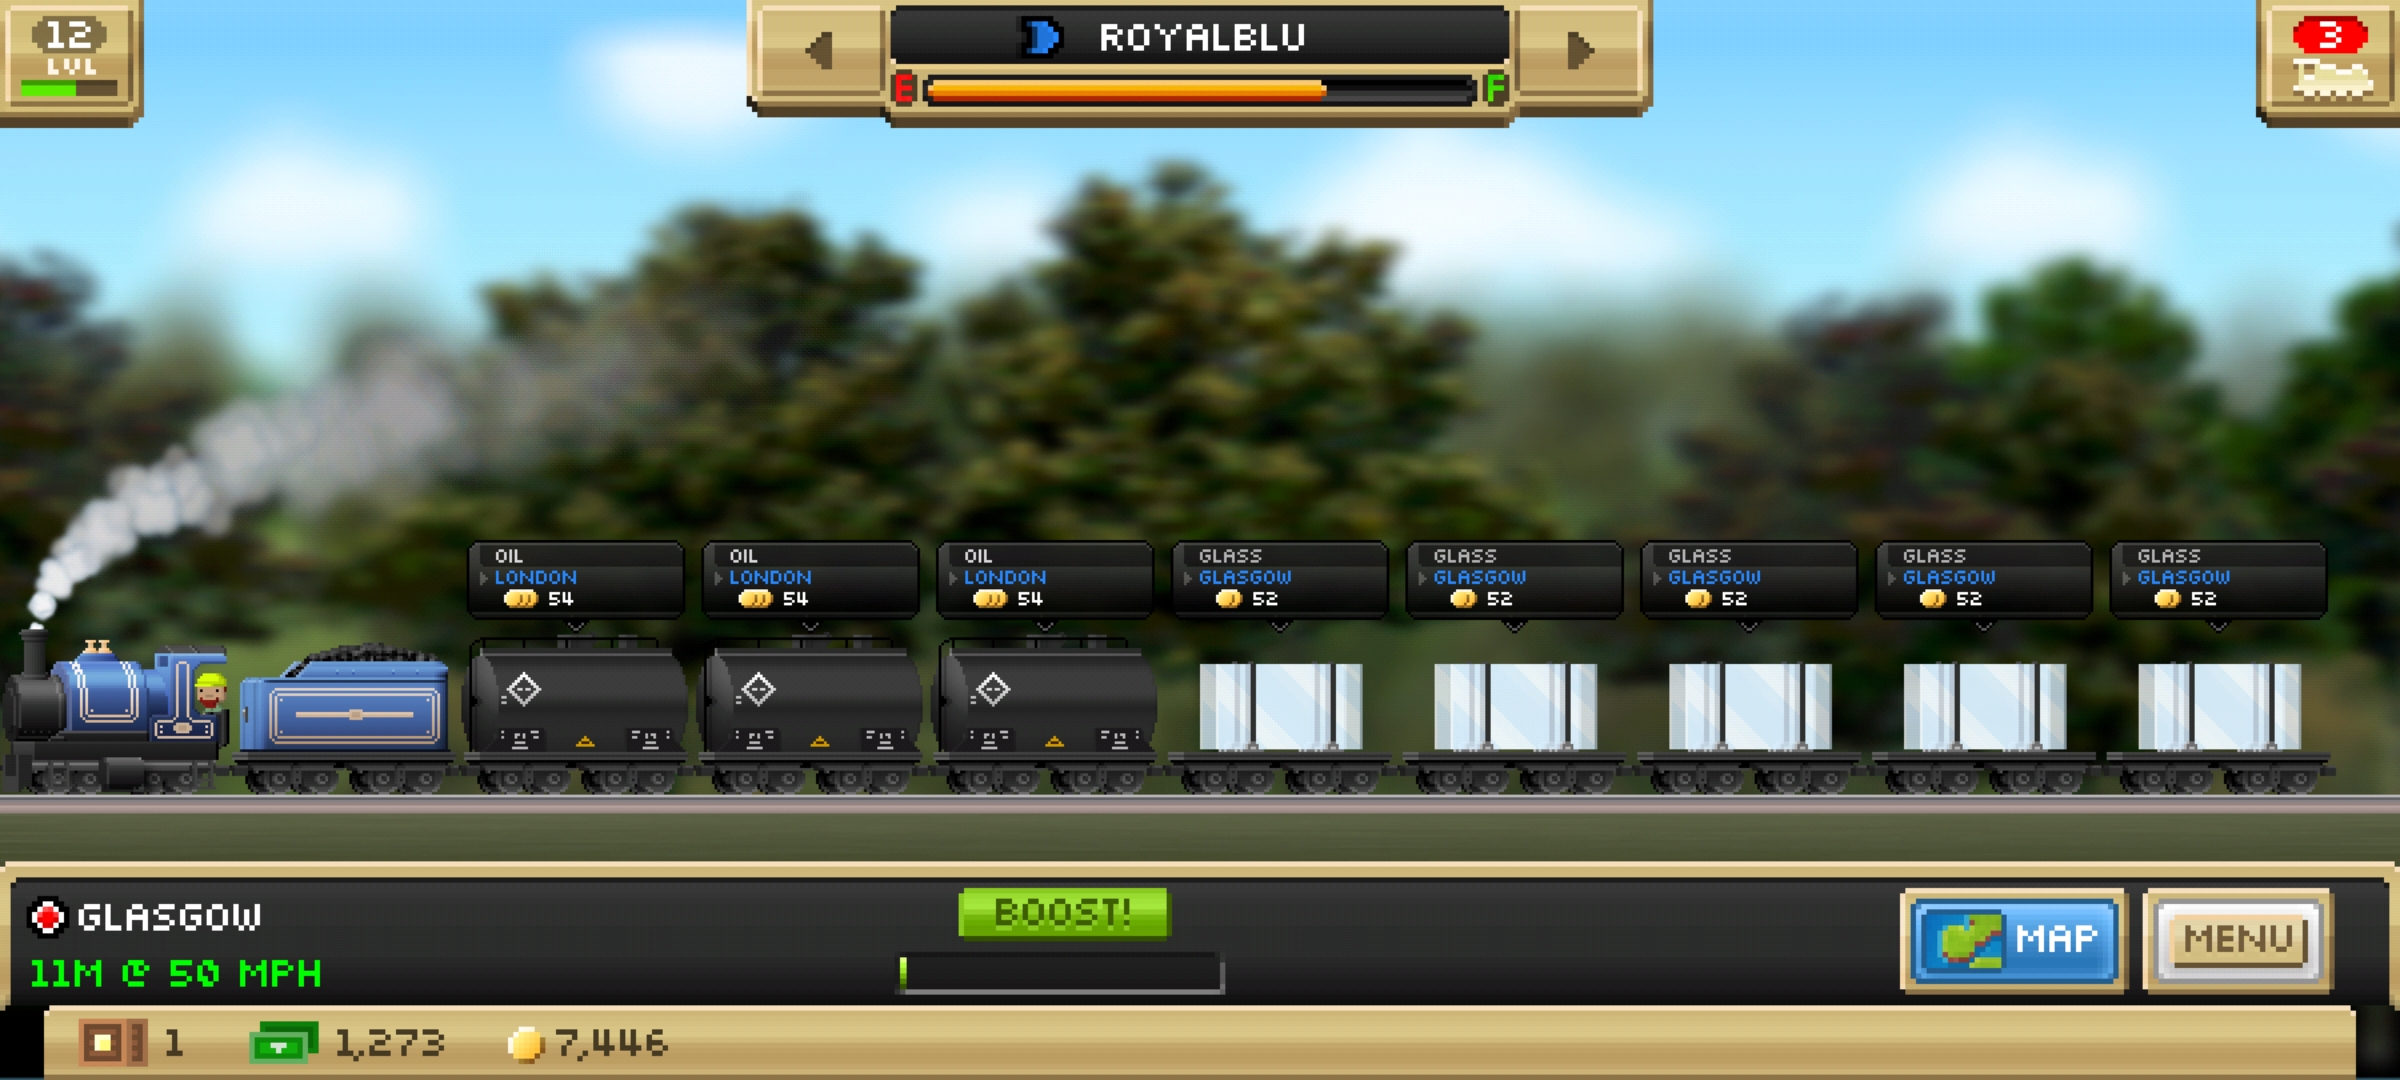 12
LVL
ROYALBLU
E F
3
OIL
LONDON
54
OIL
LONDON
54
OIL
LONDON
54
GLASS
GLASGOW
52
GLASS
GLASGOW
52
GLASS
GLASGOW
52
GLASS
GLASGOW
52
GLASS
GLASGOW
52
GLASGOW
11M @ 50 MPH
BOOST!
MAP
MENU
1
1,273
7,446